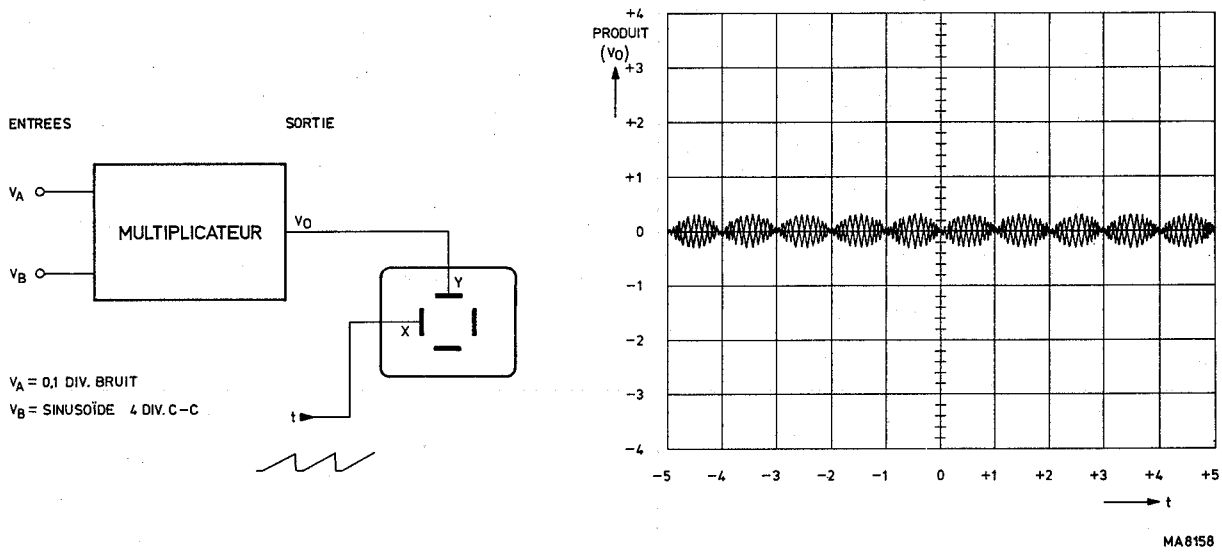 ENTREES
SORTIE
VA
VB
MULTIPLICATEUR
VO
Y
X
VA = 0,1 DIV. BRUIT
VB = SINUSOÏDE 4 DIV. C-C
t
PRODUIT
(VO)
+4
+3
+2
+1
0
-1
-2
-3
-4
-5 -4 -3 -2 -1 0 +1 +2 +3 +4 +5
t
MA8158